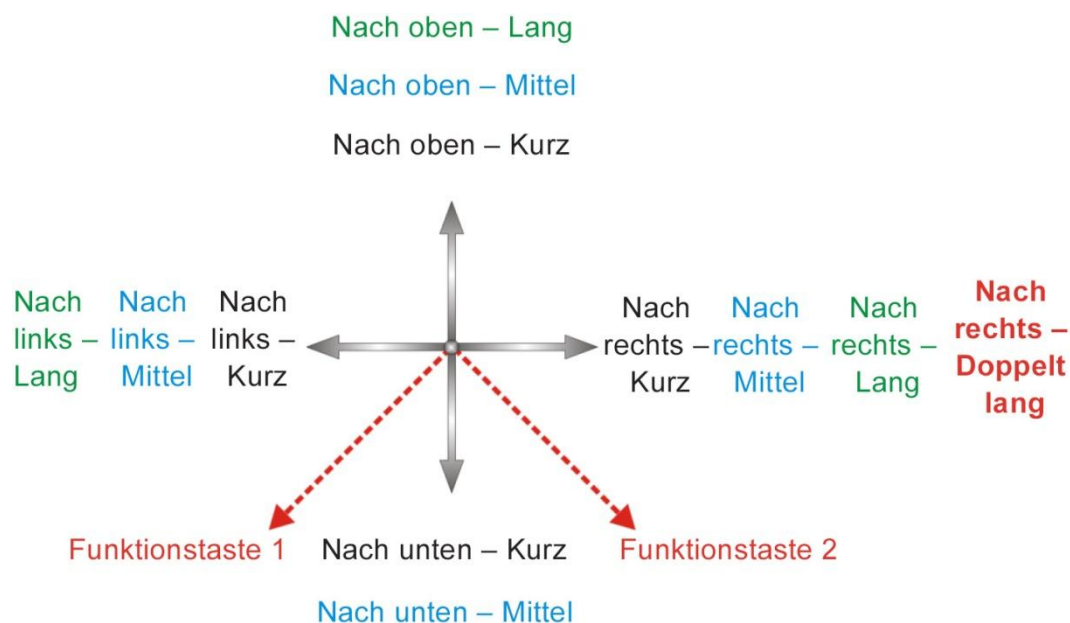 Nach oben – Lang
Nach oben – Mittel
Nach oben – Kurz
Nach
links –
Lang
Nach
links –
Mittel
Nach
links –
Kurz
Nach
rechts –
Kurz
Nach
rechts –
Mittel
Nach
rechts –
Lang
Nach
rechts –
Doppelt
lang
Funktionstaste 1
Nach unten – Kurz
Funktionstaste 2
Nach unten – Mittel